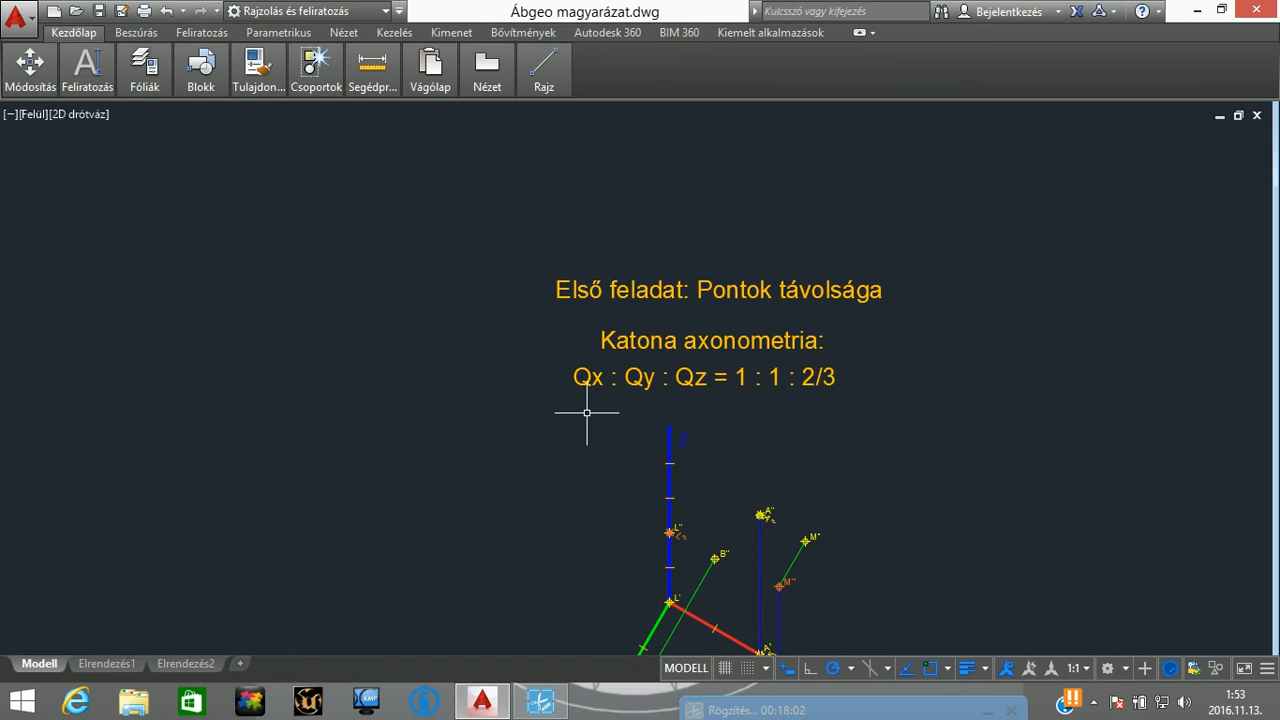 Rajzolás és feliratozás
Ábgeo magyarázat.dwg
Kulcsszó vagy kifejezés
Bejelentkezés
Kezdőlap
Beszúrás
Feliratozás
Parametrikus
Nézet
Kezelés
Kimenet
Bővítmények
Autodesk 360
BIM 360
Kiemelt alkalmazások
Módosítás
Feliratozás
Fóliák
Blokk
Tulajdon...
Csoportok
Segédpr...
Vágólap
Nézet
Rajz
[−][Felül][2D drótváz]
Első feladat: Pontok távolsága
Katona axonometria:
Qx : Qy : Qz = 1 : 1 : 2/3
Z
A"
L"
M"
B"
M"
L'
A'
Modell
Elrendezés1
Elrendezés2
MODELL
1:1
Rögzítés... 00:18:02
1:53
2016.11.13.